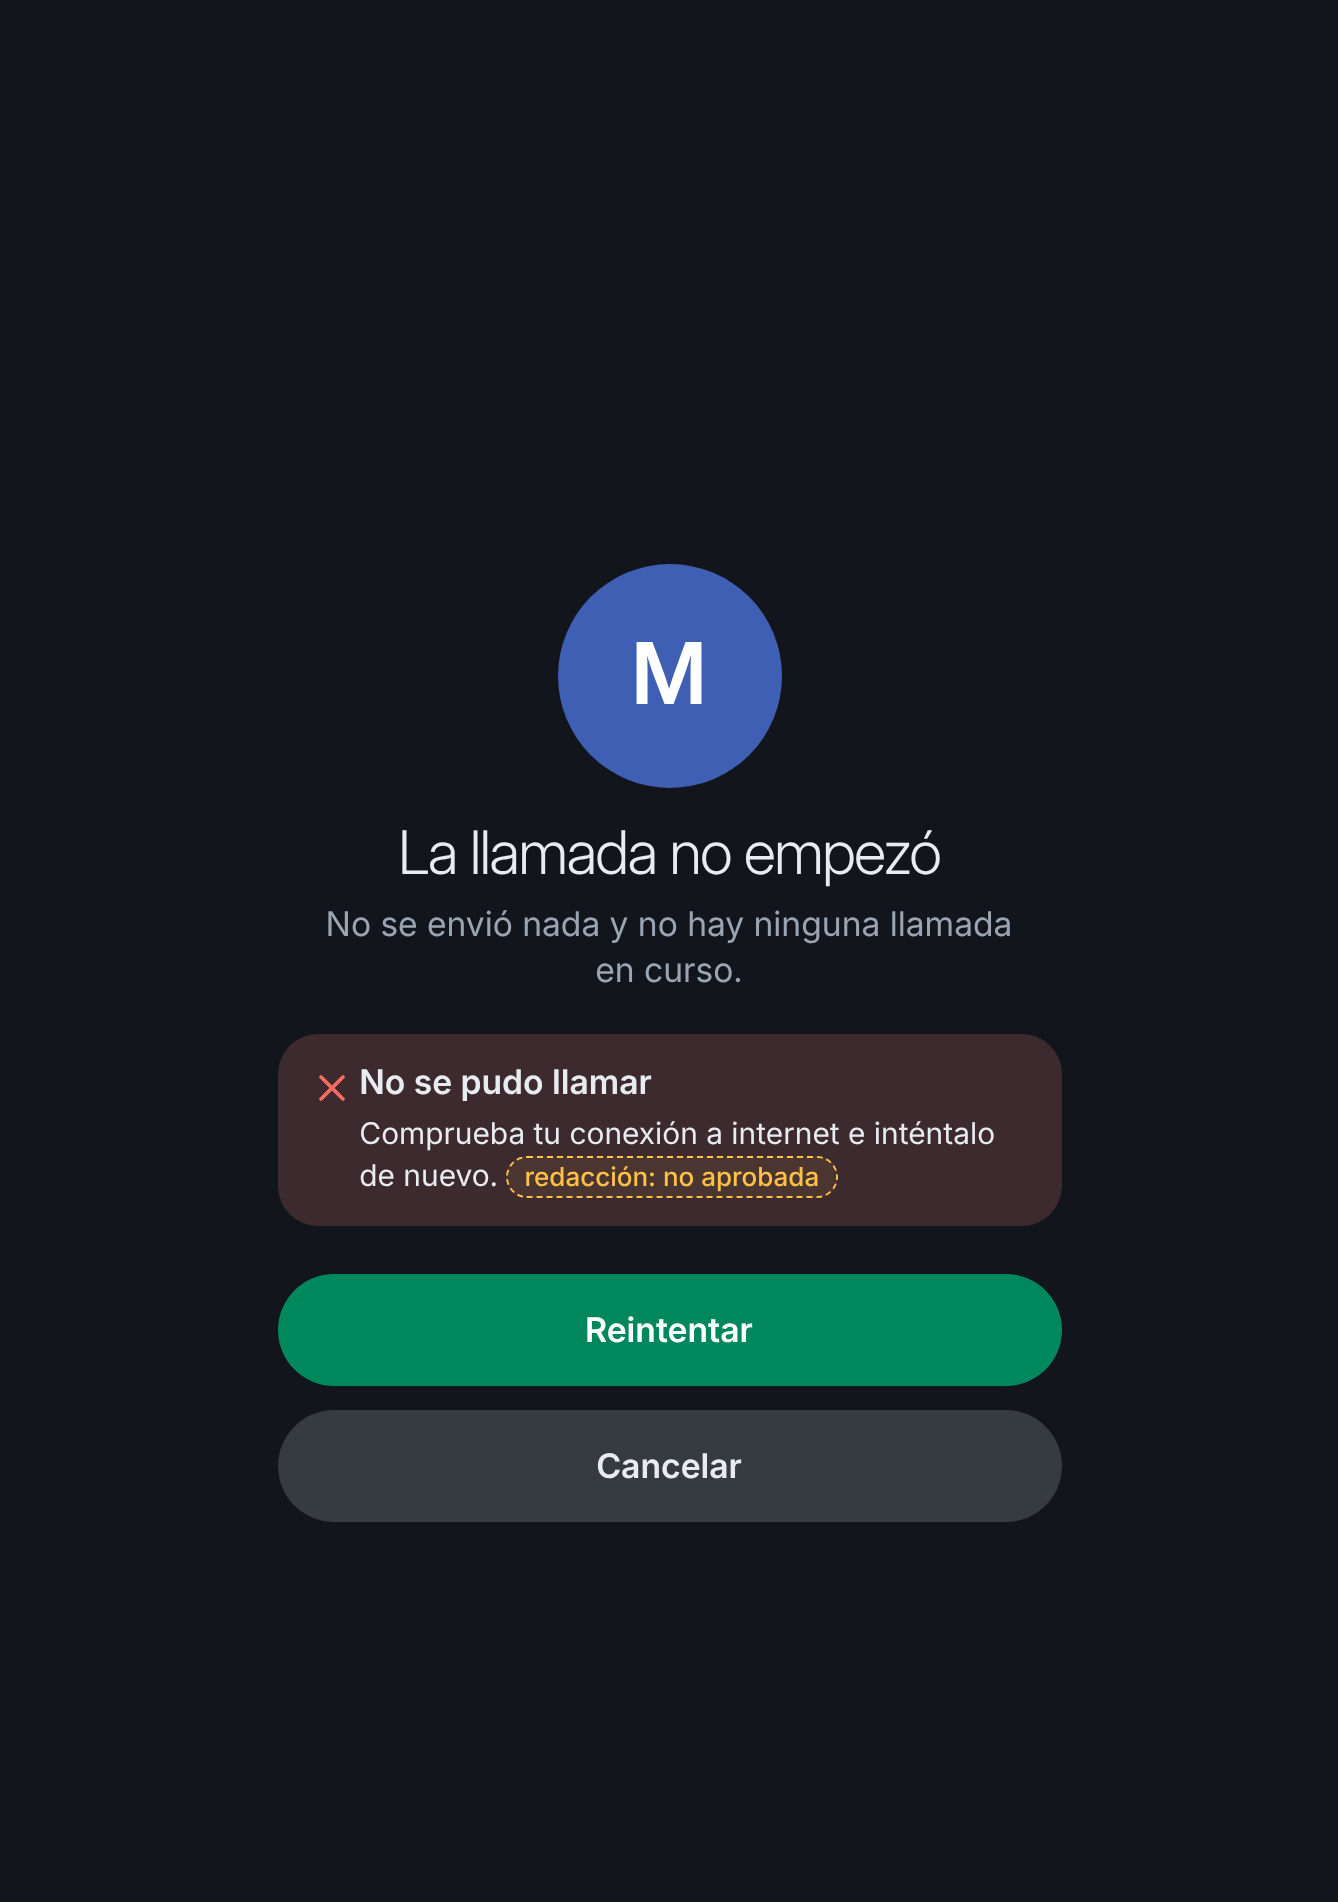 M
La llamada no empezó
No se envió nada y no hay ninguna llamada
en curso.
No se pudo llamar
Comprueba tu conexión a internet e inténtalo
de nuevo. redacción: no aprobada
Reintentar
Cancelar